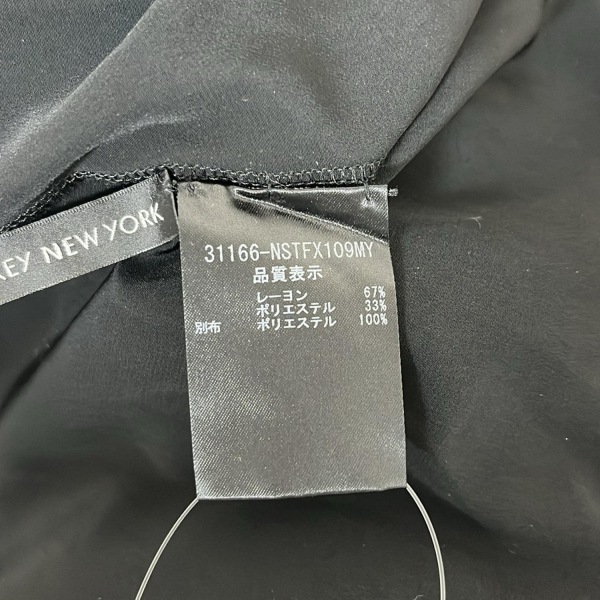 EY NEW YORK
31166-NSTFX109MY
品質表示
レーヨン 67%
ポリエステル 33%
別布 ポリエステル 100%